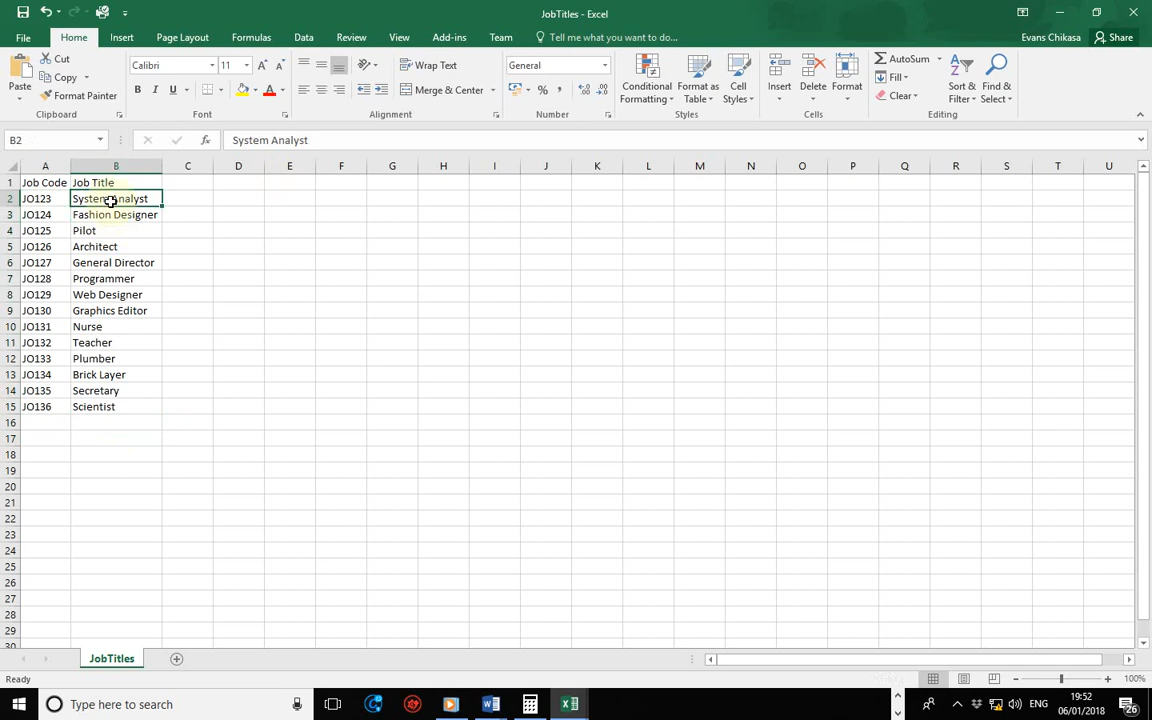 JobTitles - Excel
File Home Insert Page Layout Formulas Data Review View Add-ins Team Tell me what you want to do... Evans Chikasa Share
Paste Cut Copy Format Painter Clipboard
Calibri 11 A A B I U A Font
Wrap Text Merge & Center Alignment
General % , Number
Conditional Formatting Format as Table Cell Styles Styles
Insert Delete Format Cells
AutoSum Fill Clear Sort & Filter Find & Select Editing
B2 fx System Analyst
A B C D E F G H I J K L M N O P Q R S T U
1 Job Code Job Title
2 JO123 System Analyst
3 JO124 Fashion Designer
4 JO125 Pilot
5 JO126 Architect
6 JO127 General Director
7 JO128 Programmer
8 JO129 Web Designer
9 JO130 Graphics Editor
10 JO131 Nurse
11 JO132 Teacher
12 JO133 Plumber
13 JO134 Brick Layer
14 JO135 Secretary
15 JO136 Scientist
16
17
18
19
20
21
22
23
24
25
26
27
28
29
30
JobTitles
Ready 100%
Type here to search ENG 19:52
06/01/2018 26